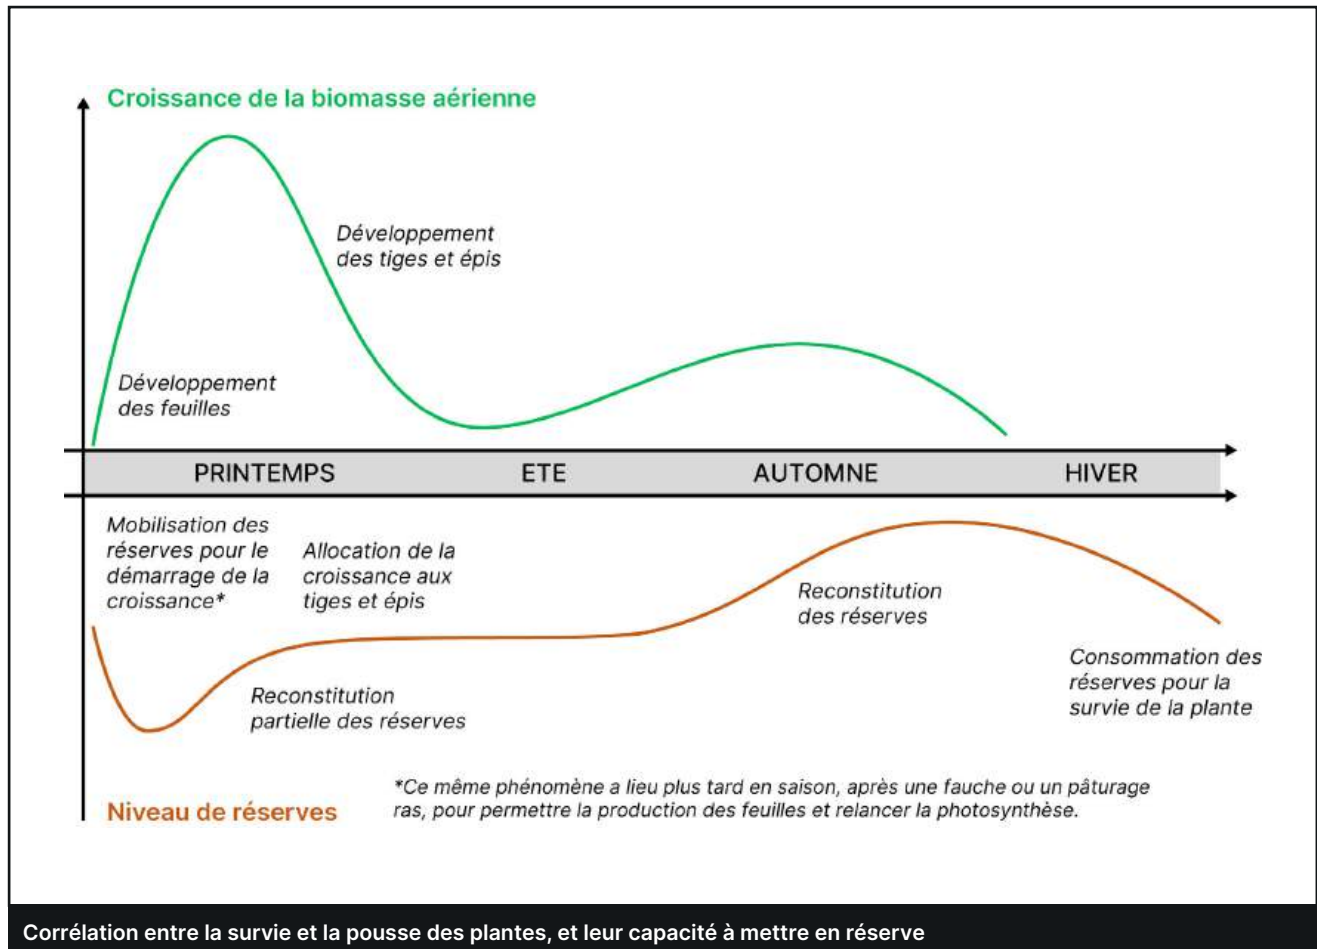 Croissance de la biomasse aérienne
Développement
des tiges et épis
Développement
des feuilles
PRINTEMPS ETE AUTOMNE HIVER
Mobilisation des
réserves pour le
démarrage de la
croissance*
Allocation de la
croissance aux
tiges et épis
Reconstitution
des réserves
Consommation des
réserves pour la
survie de la plante
Reconstitution
partielle des réserves
Niveau de réserves
*Ce même phénomène a lieu plus tard en saison, après une fauche ou un pâturage
ras, pour permettre la production des feuilles et relancer la photosynthèse.
Corrélation entre la survie et la pousse des plantes, et leur capacité à mettre en réserve